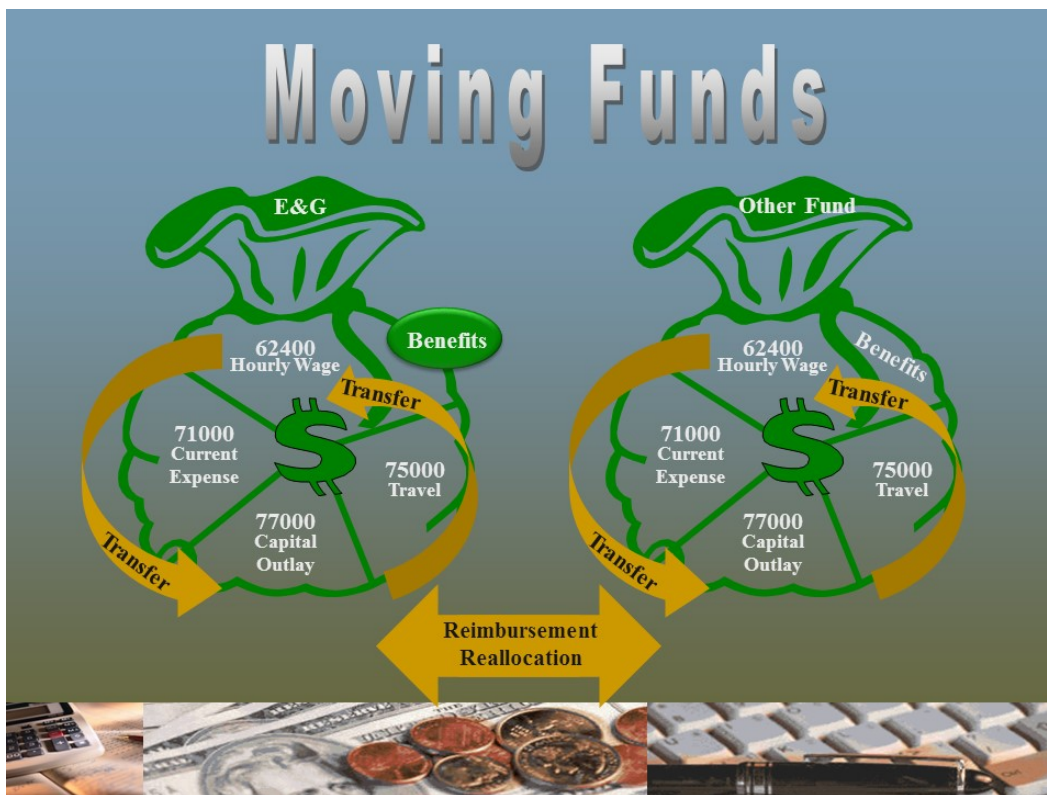 Moving Funds
E&G
Benefits
62400
Hourly Wage
Transfer
71000
Current
Expense
75000
Travel
77000
Capital
Outlay
Transfer
Other Fund
Benefits
62400
Hourly Wage
Transfer
71000
Current
Expense
75000
Travel
77000
Capital
Outlay
Transfer
Reimbursement
Reallocation